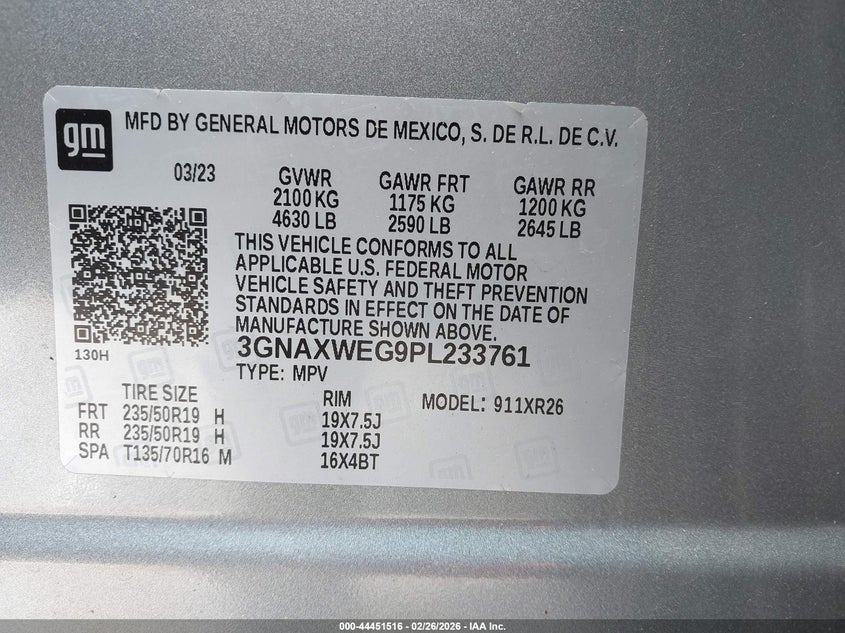 gm
MFD BY GENERAL MOTORS DE MEXICO, S. DE R.L. DE C.V.
03/23
GVWR GAWR FRT GAWR RR
2100 KG 1175 KG 1200 KG
4630 LB 2590 LB 2645 LB
THIS VEHICLE CONFORMS TO ALL
APPLICABLE U.S. FEDERAL MOTOR
VEHICLE SAFETY AND THEFT PREVENTION
STANDARDS IN EFFECT ON THE DATE OF
MANUFACTURE SHOWN ABOVE.
130H
3GNAXWEG9PL233761
TYPE: MPV
TIRE SIZE RIM MODEL: 911XR26
FRT 235/50R19 H 19X7.5J
RR 235/50R19 H 19X7.5J
SPA T135/70R16 M 16X4BT
000-44451516 - 02/26/2026 - IAA Inc.